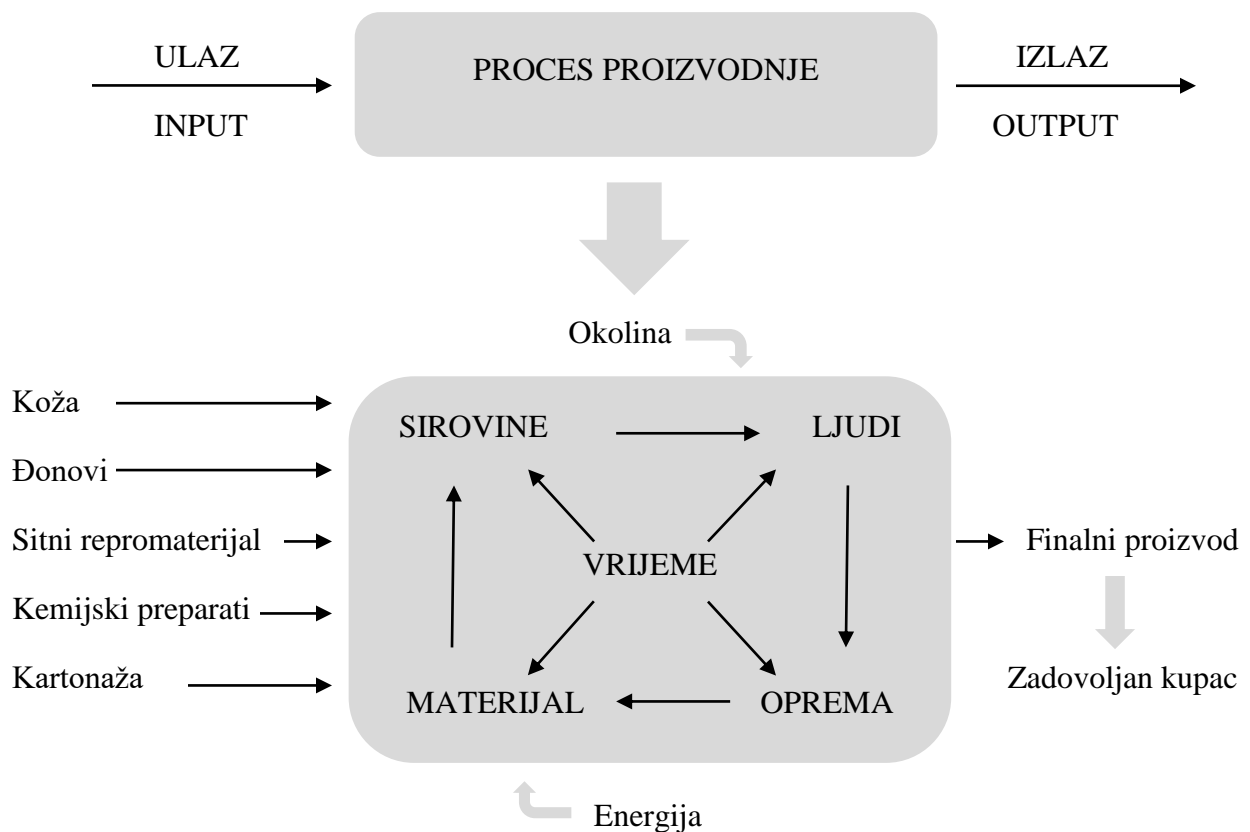 ULAZ
INPUT
PROCES PROIZVODNJE
IZLAZ
OUTPUT
Okolina
Koža
Đonovi
Sitni repromaterijal
Kemijski preparati
Kartonaža
SIROVINE
LJUDI
VRIJEME
MATERIJAL
OPREMA
Finalni proizvod
Zadovoljan kupac
Energija